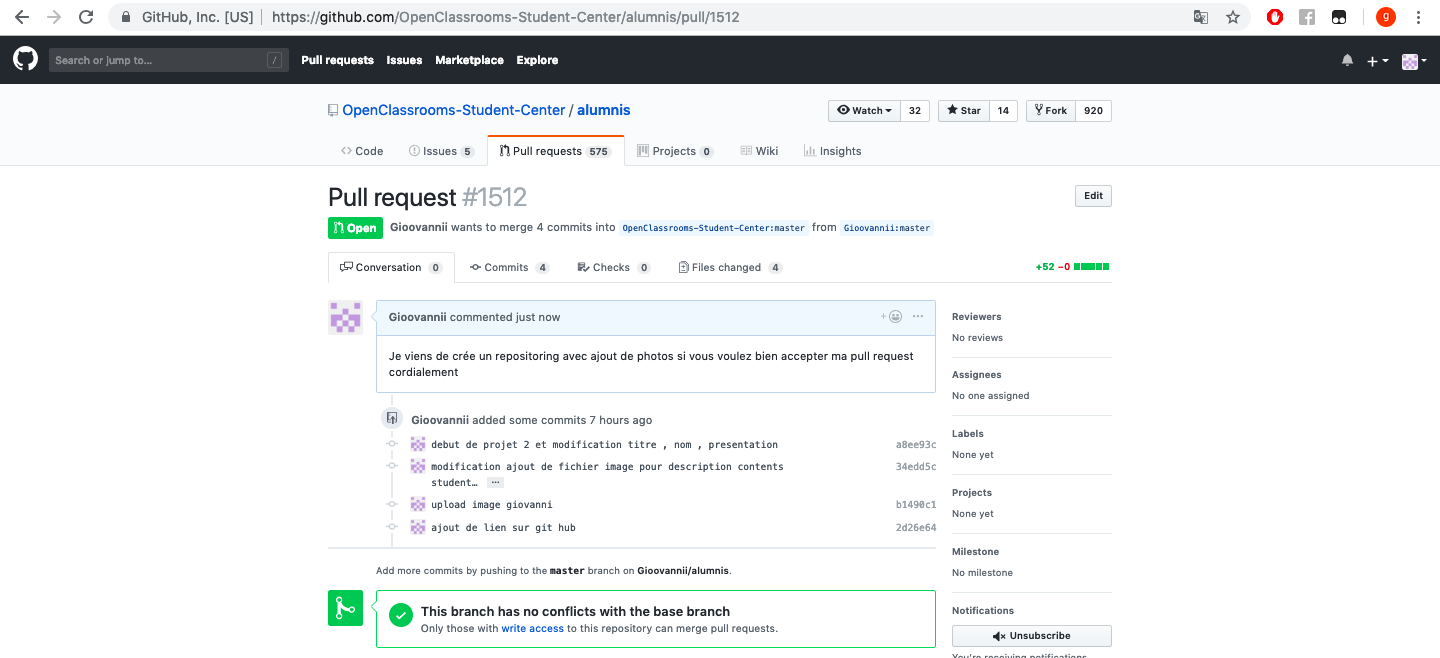 GitHub, Inc. [US] https://github.com/OpenClassrooms-Student-Center/alumnis/pull/1512 g
Search or jump to... / Pull requests Issues Marketplace Explore
OpenClassrooms-Student-Center / alumnis Watch 32 Star 14 Fork 920
Code Issues 5 Pull requests 575 Projects 0 Wiki Insights
Pull request #1512 Edit
Open Gioovannii wants to merge 4 commits into OpenClassrooms-Student-Center:master from Gioovannii:master
Conversation 0 Commits 4 Checks 0 Files changed 4 +52 −0
Gioovannii commented just now
Je viens de crée un repositoring avec ajout de photos si vous voulez bien accepter ma pull request
cordialement
Gioovannii added some commits 7 hours ago
debut de projet 2 et modification titre , nom , presentation a8ee93c
modification ajout de fichier image pour description contents 34edd5c
student… …
upload image giovanni b1490c1
ajout de lien sur git hub 2d26e64
Add more commits by pushing to the master branch on Gioovannii/alumnis.
This branch has no conflicts with the base branch
Only those with write access to this repository can merge pull requests.
Reviewers
No reviews
Assignees
No one assigned
Labels
None yet
Projects
None yet
Milestone
No milestone
Notifications
Unsubscribe
You're receiving notifications